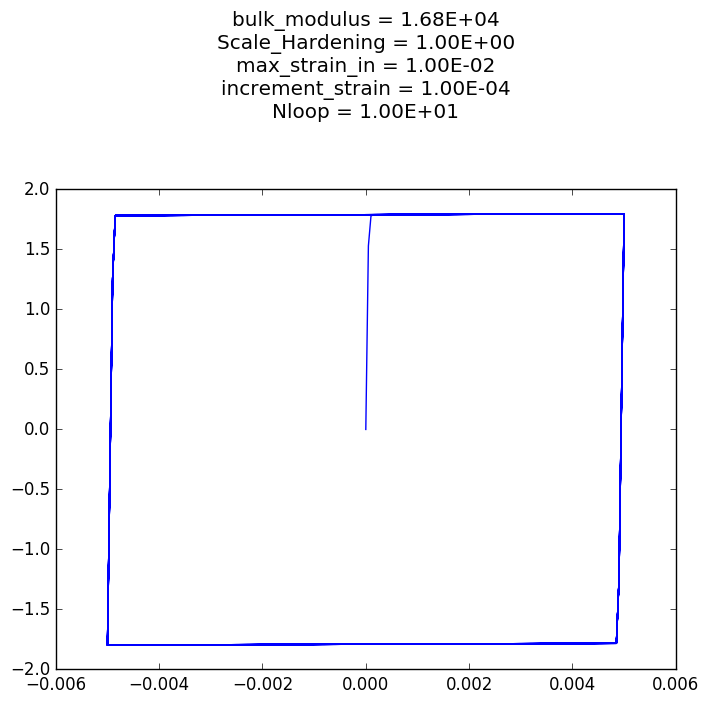 bulk_modulus = 1.68E+04
Scale_Hardening = 1.00E+00
max_strain_in = 1.00E-02
increment_strain = 1.00E-04
Nloop = 1.00E+01
2.0
1.5
1.0
0.5
0.0
−0.5
−1.0
−1.5
−2.0
−0.006 −0.004 −0.002 0.000 0.002 0.004 0.006